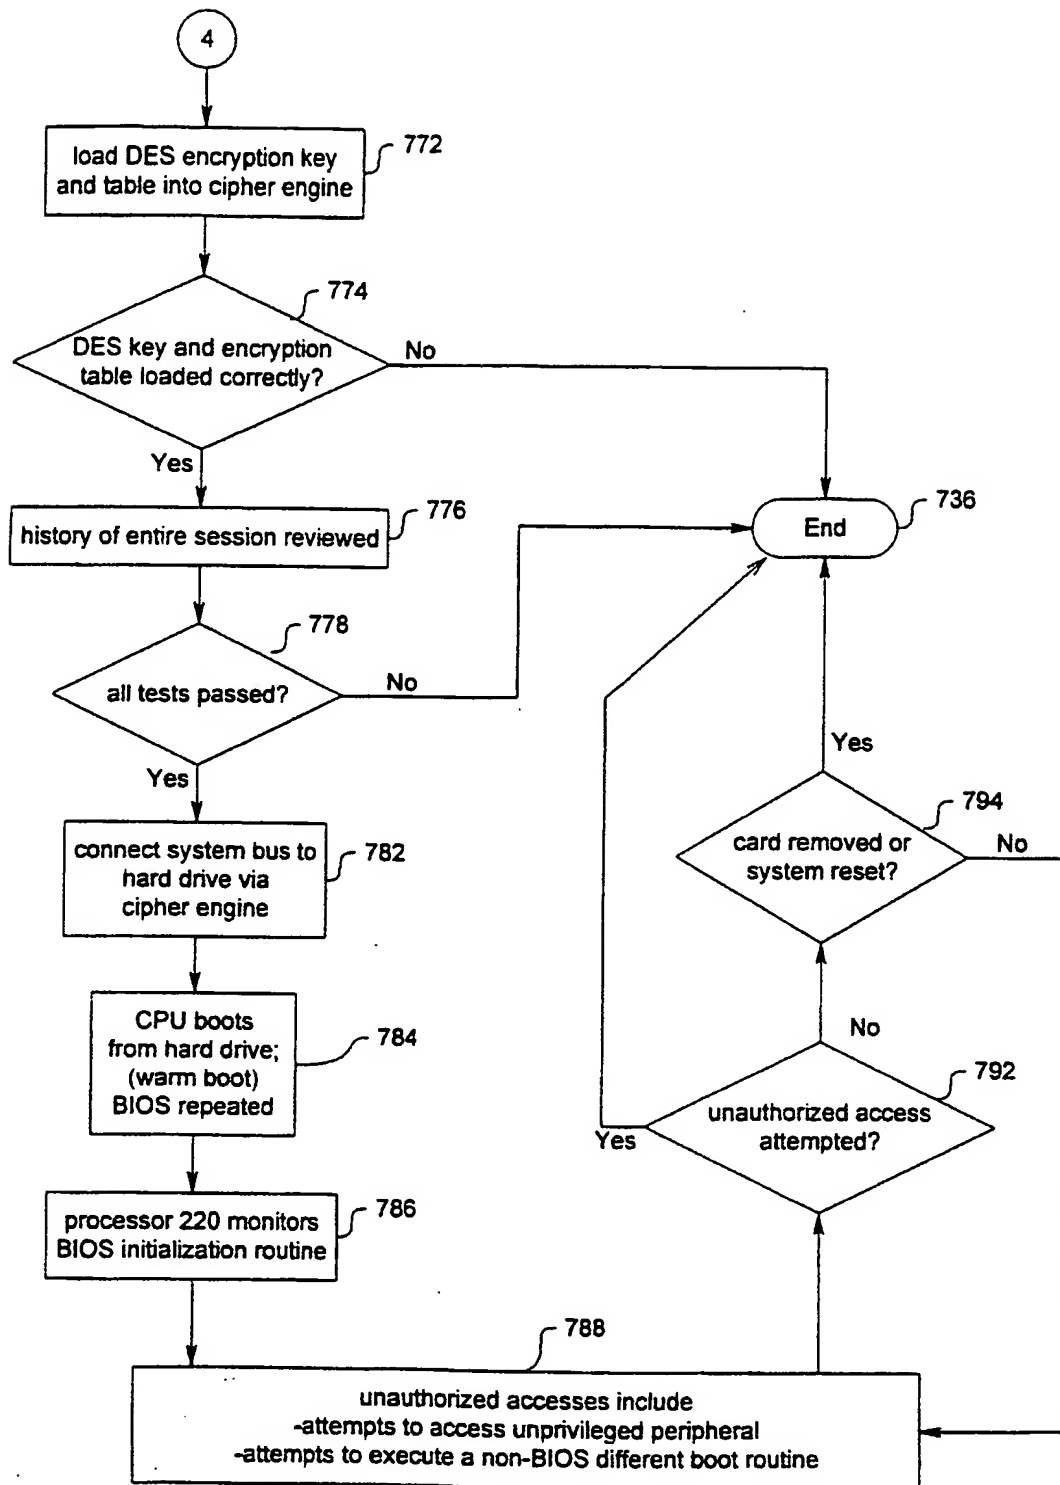 4
772
load DES encryption key
and table into cipher engine
774
DES key and encryption
table loaded correctly?
No
Yes
776
history of entire session reviewed
736
End
778
all tests passed?
No
Yes
782
connect system bus to
hard drive via
cipher engine
784
CPU boots
from hard drive;
(warm boot)
BIOS repeated
786
processor 220 monitors
BIOS initialization routine
788
unauthorized accesses include
-attempts to access unprivileged peripheral
-attempts to execute a non-BIOS different boot routine
792
unauthorized access
attempted?
Yes
No
794
card removed or
system reset?
Yes
No